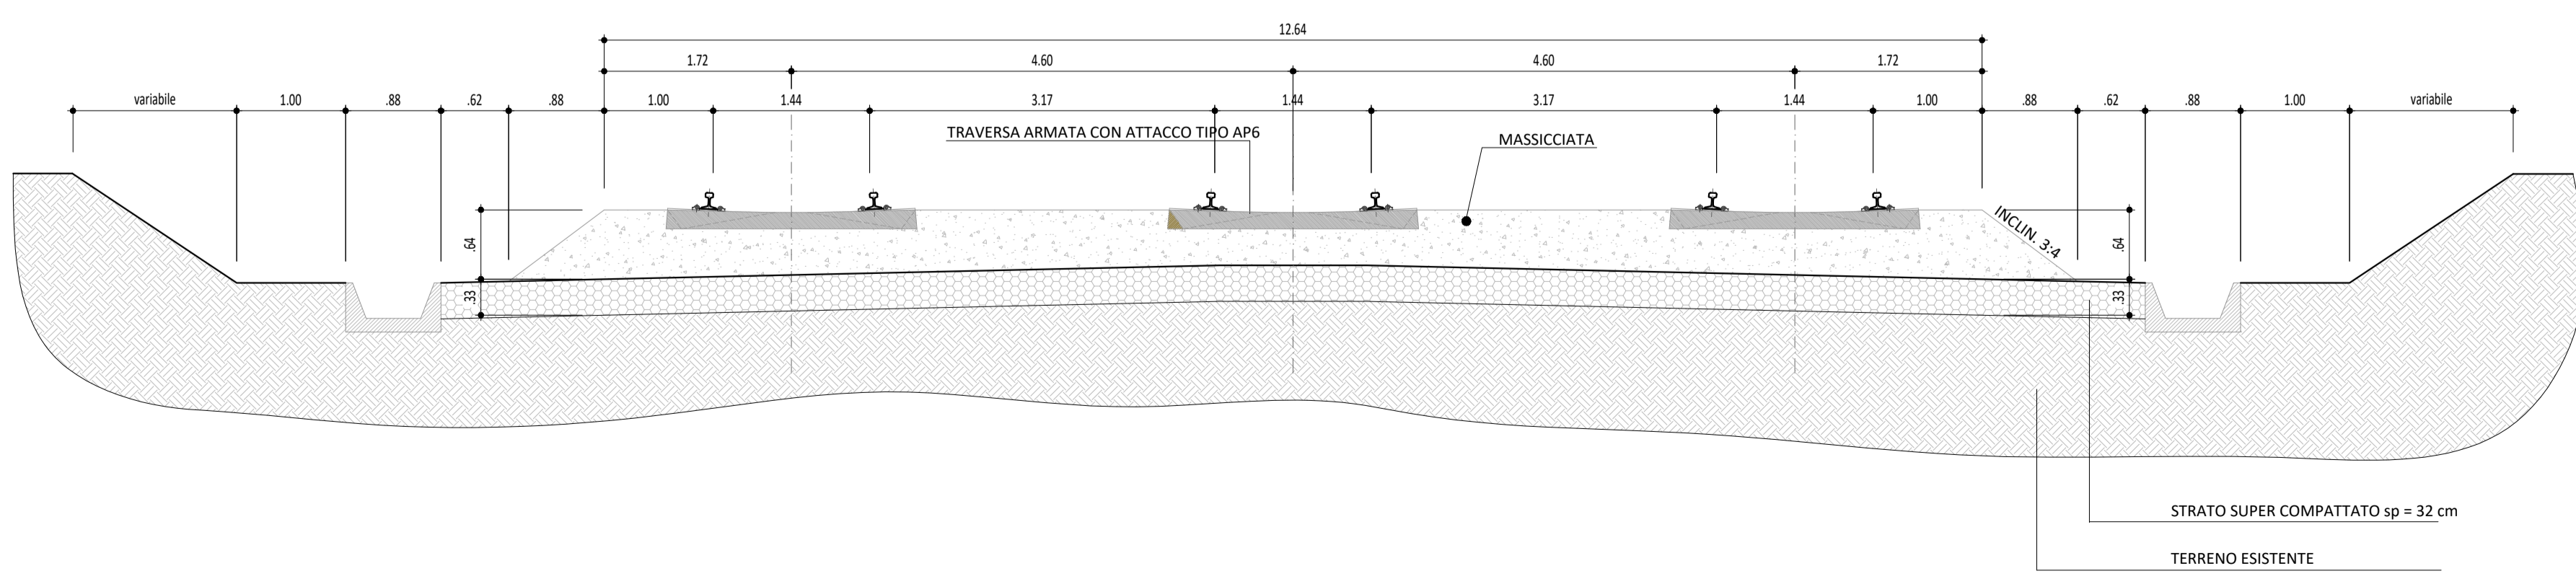 12.64
1.72 4.60 4.60 1.72
variabile 1.00 .88 .62 .88 1.00 1.44 3.17 1.44 3.17 1.44 1.00 .88 .62 .88 1.00 variabile
TRAVERSA ARMATA CON ATTACCO TIPO AP6
MASSICCIATA
INCLIN. 3:4
.64
.64
.33
.33
STRATO SUPER COMPATTATO sp = 32 cm
TERRENO ESISTENTE